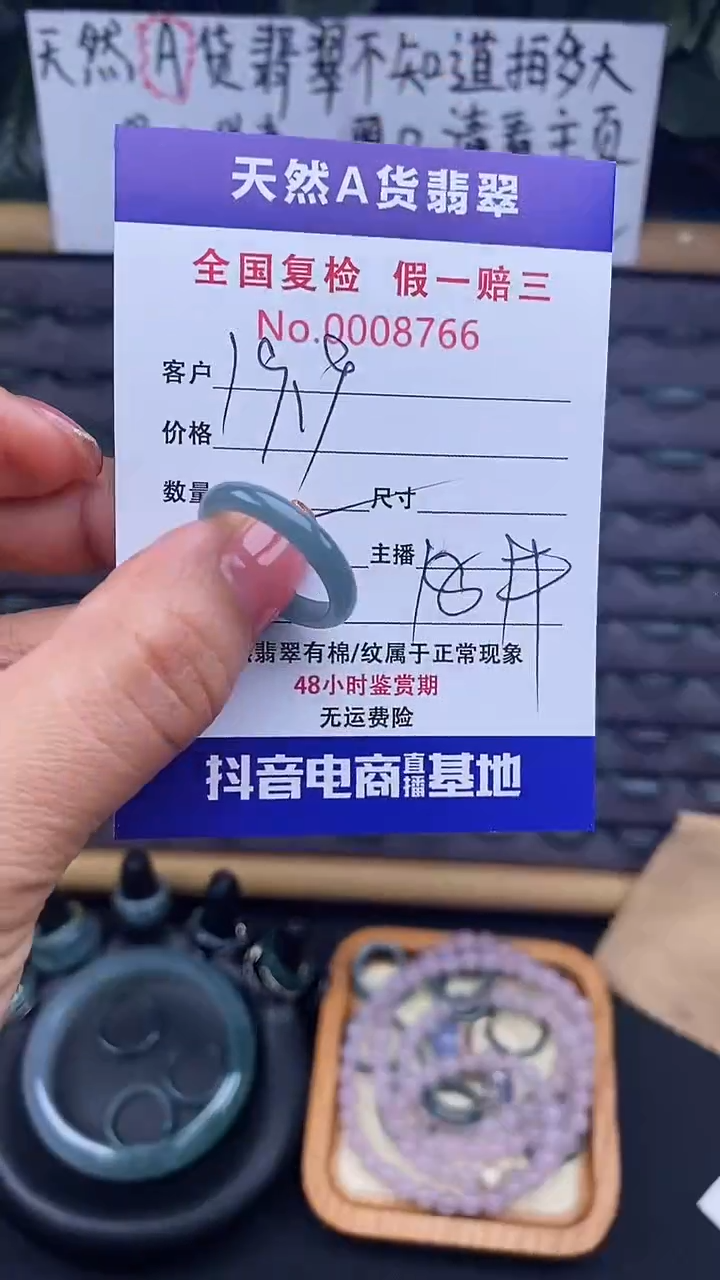 天然A货翡翠不知道拍多大
请看主页
天然A货翡翠
全国复检 假一赔三
No.0008766
客户
价格 19.9
数量 尺寸
主播
翡翠有棉/纹属于正常现象
48小时鉴赏期
无运费险
抖音电商直播基地